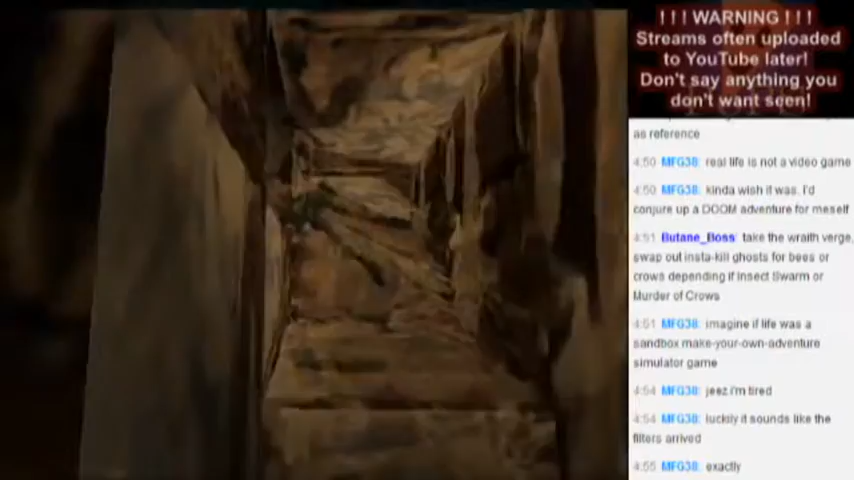 ! ! ! WARNING ! ! !
Streams often uploaded
to YouTube later!
Don't say anything you
don't want seen!
as reference
4:50 MFG38: real life is not a video game
4:50 MFG38: kinda wish it was. I'd
conjure up a DOOM adventure for meself
4:51 Butane_Boss: take the wraith verge,
swap out insta-kill ghosts for bees or
crows depending if Insect Swarm or
Murder of Crows
4:51 MFG38: imagine if life was a
sandbox make-your-own-adventure
simulator game
4:54 MFG38: jeez i'm tired
4:54 MFG38: luckily it sounds like the
filters arrived
4:55 MFG38: exactly